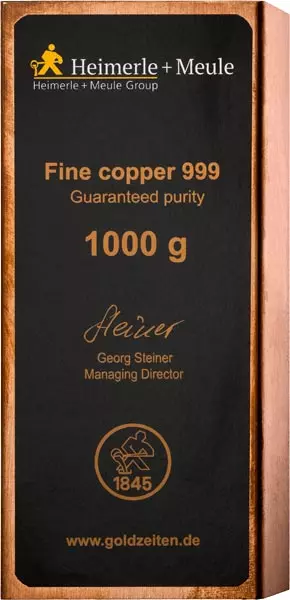 Heimerle + Meule
Heimerle + Meule Group
Fine copper 999
Guaranteed purity
1000 g
Steiner
Georg Steiner
Managing Director
1845
www.goldzeiten.de